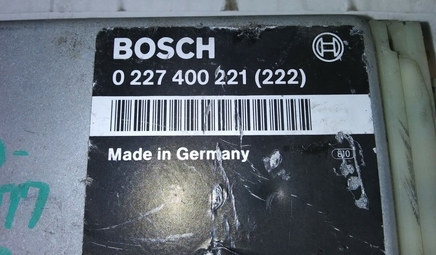 BOSCH
0 227 400 221 (222)
Made in Germany